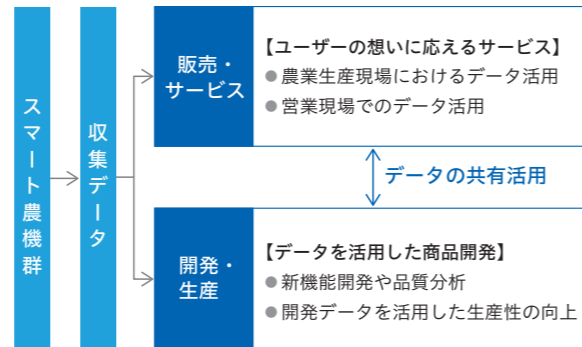 スマート農機群
収集データ
販売・
サービス
【ユーザーの想いに応えるサービス】
●農業生産現場におけるデータ活用
●営業現場でのデータ活用
データの共有活用
開発・
生産
【データを活用した商品開発】
●新機能開発や品質分析
●開発データを活用した生産性の向上